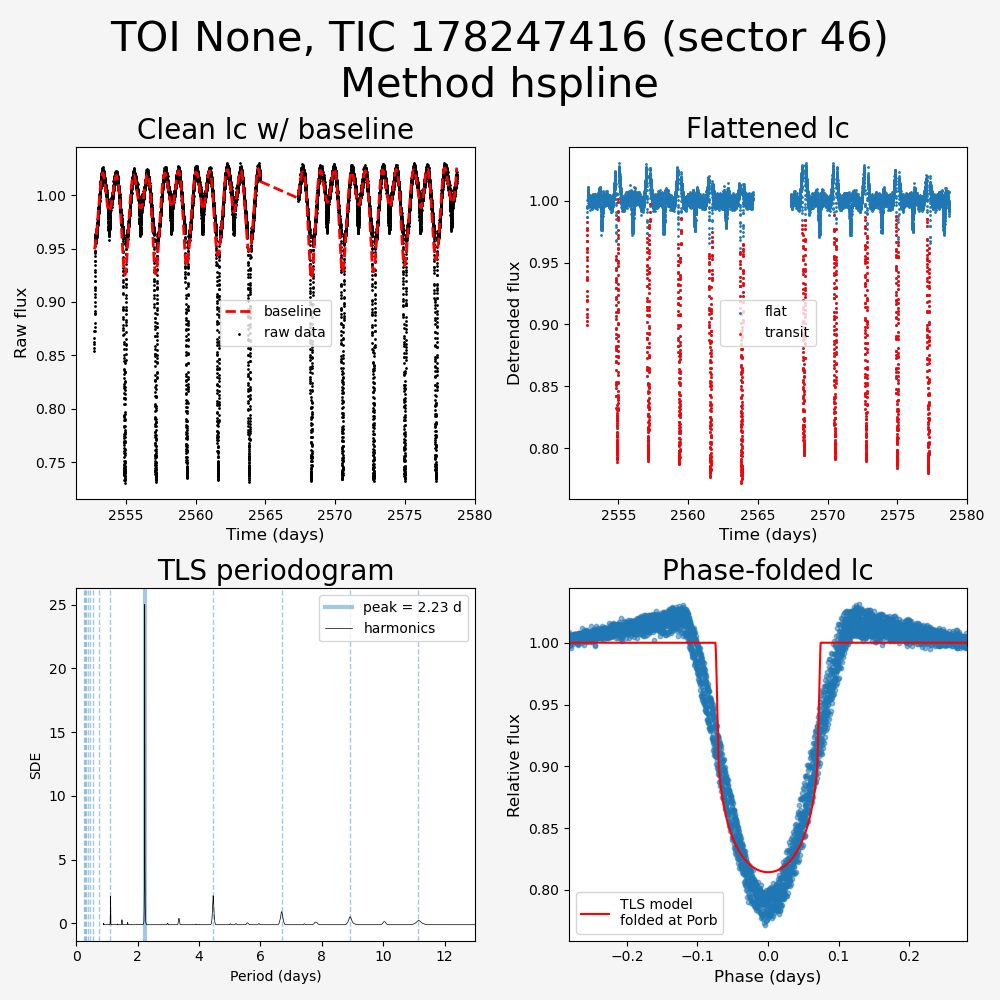 TOI None, TIC 178247416 (sector 46)
Method hspline
Clean lc w/ baseline
Raw flux
1.00
0.95
0.90
0.85
0.80
0.75
baseline
raw data
2555
2560
2565
2570
2575
2580
Time (days)
Flattened lc
Detrended flux
1.00
0.95
0.90
0.85
0.80
flat
transit
2555
2560
2565
2570
2575
2580
Time (days)
TLS periodogram
SDE
25
20
15
10
5
0
peak = 2.23 d
harmonics
0
2
4
6
8
10
12
Period (days)
Phase-folded lc
Relative flux
1.00
0.95
0.90
0.85
0.80
TLS model
folded at Porb
−0.2
−0.1
0.0
0.1
0.2
Phase (days)